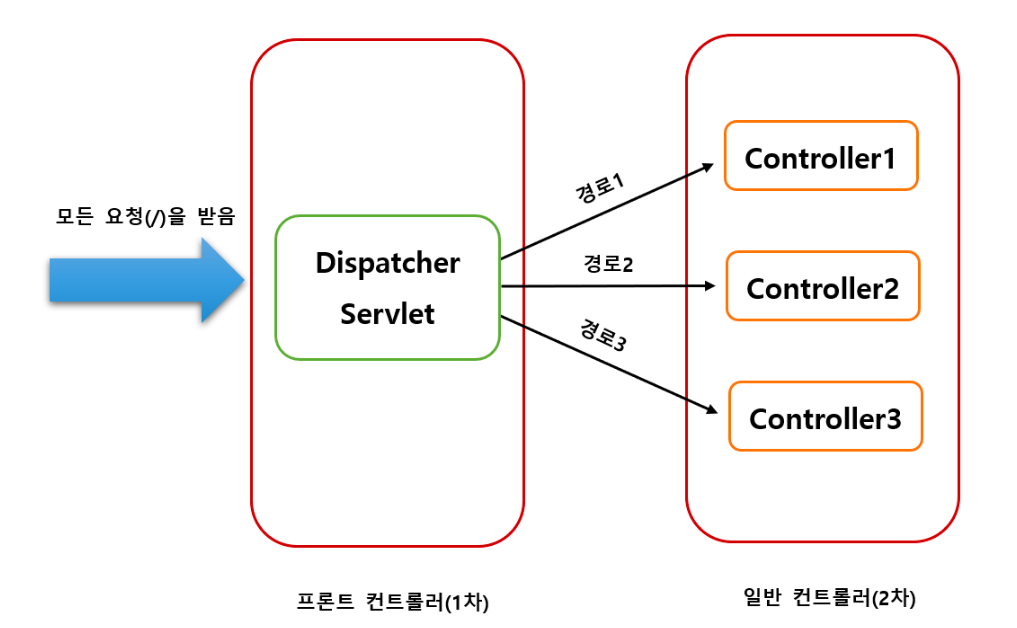 모든 요청(/)을 받음
Dispatcher
Servlet
경로1
경로2
경로3
Controller1
Controller2
Controller3
프론트 컨트롤러(1차)
일반 컨트롤러(2차)